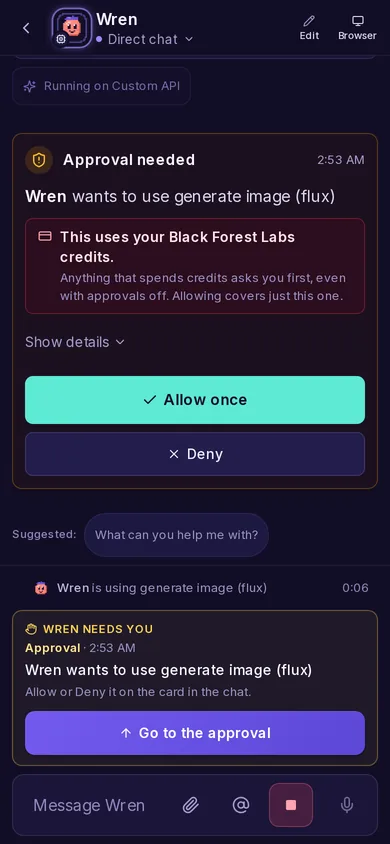 Wren
Direct chat
Edit
Browser
Running on Custom API
Approval needed
2:53 AM
Wren wants to use generate image (flux)
This uses your Black Forest Labs
credits.
Anything that spends credits asks you first, even
with approvals off. Allowing covers just this one.
Show details
Allow once
Deny
Suggested:
What can you help me with?
Wren is using generate image (flux)
0:06
WREN NEEDS YOU
Approval · 2:53 AM
Wren wants to use generate image (flux)
Allow or Deny it on the card in the chat.
Go to the approval
Message Wren